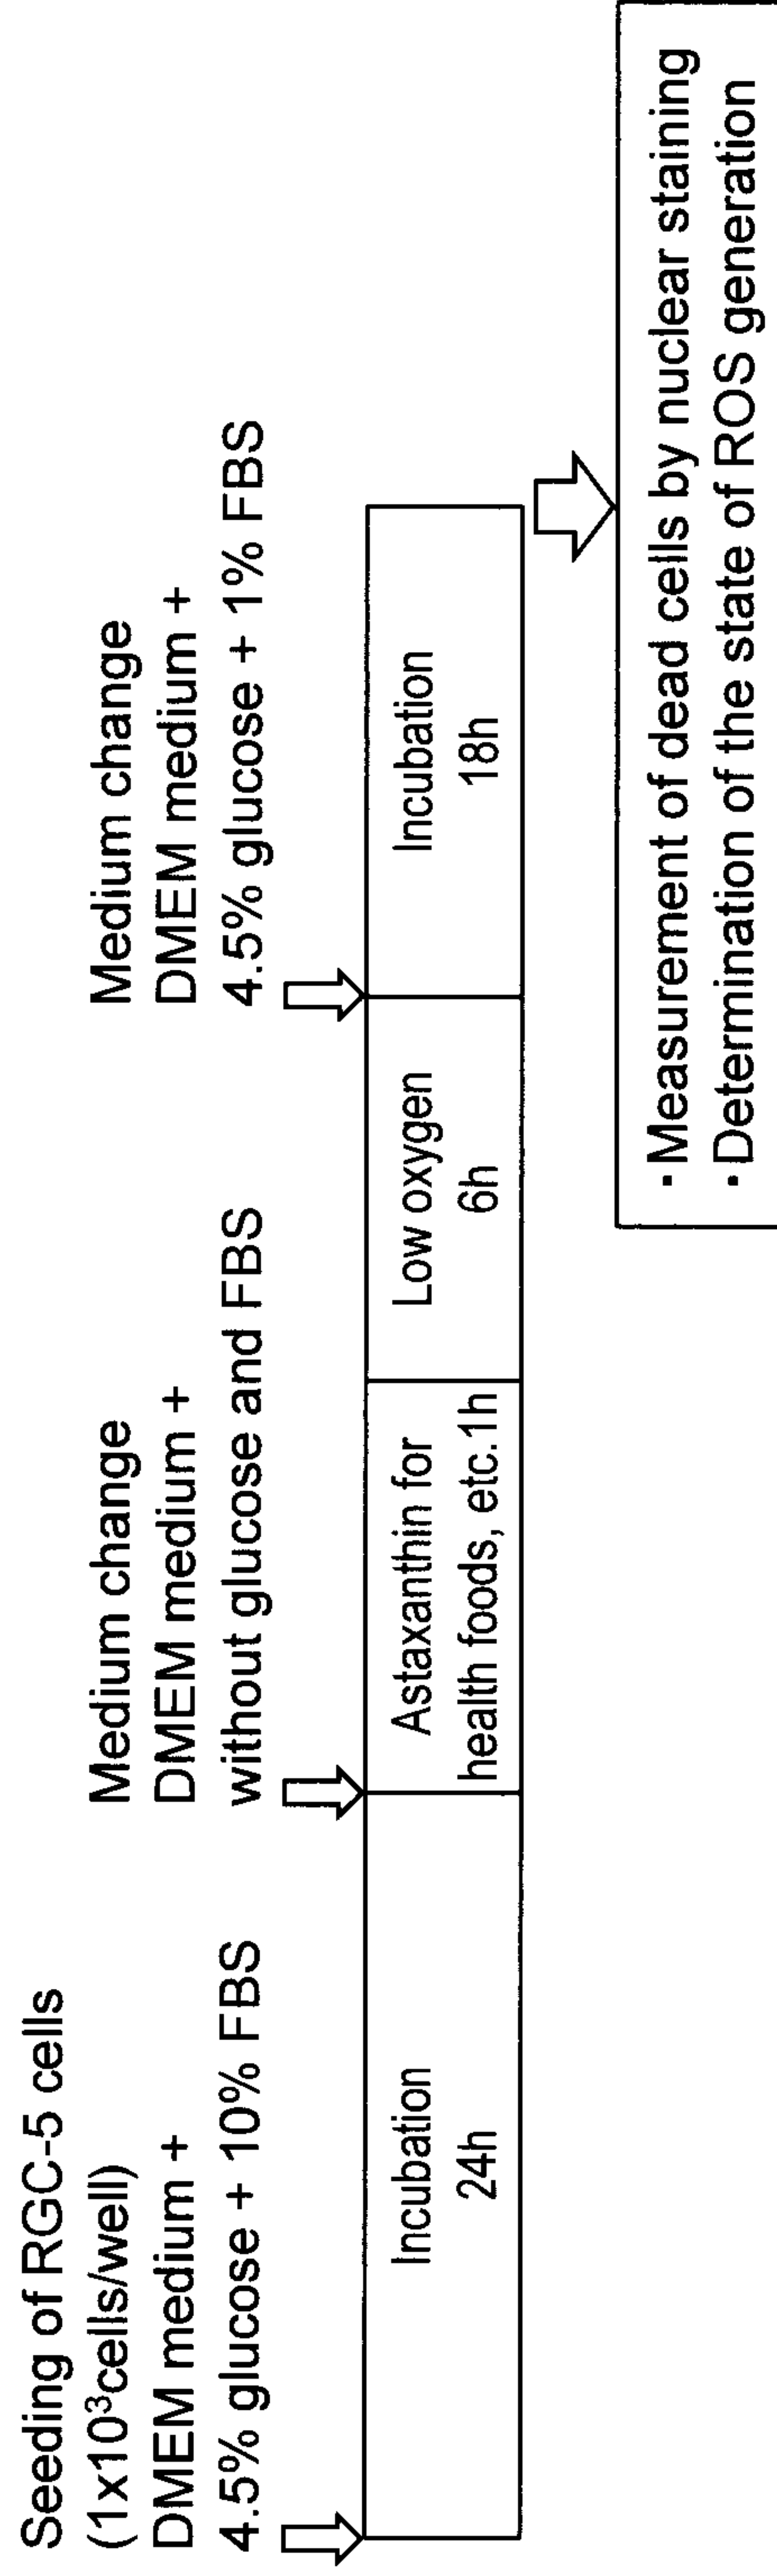 Seeding of RGC-5 cells
(1x10³cells/well)
DMEM medium +
4.5% glucose + 10% FBS
Medium change
DMEM medium +
without glucose and FBS
Medium change
DMEM medium +
4.5% glucose + 1% FBS
Incubation
24h
Astaxanthin for
health foods, etc.1h
Low oxygen
6h
Incubation
18h
・Measurement of dead cells by nuclear staining
・Determination of the state of ROS generation